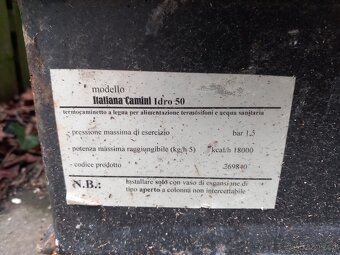 modello
Italiana Camini Idro 50
termocaminetto a legna per alimentazione termosifoni e acqua sanitaria
pressione massima di esercizio bar 1,5
potenza massima raggiungibile (kg/h 5) kcal/h 18000
codice prodotto 269840
N.B.: installare solo con vaso di espansione di
tipo aperto a colonna non intercettabile